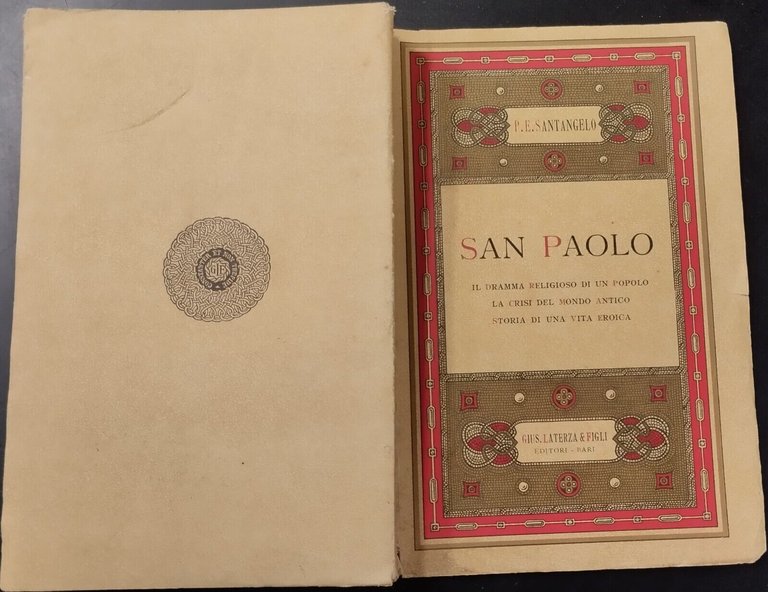 P. E. SANTANGELO
SAN PAOLO
IL DRAMMA RELIGIOSO DI UN POPOLO
LA CRISI DEL MONDO ANTICO
STORIA DI UNA VITA EROICA
GIUS. LATERZA & FIGLI
EDITORI - BARI